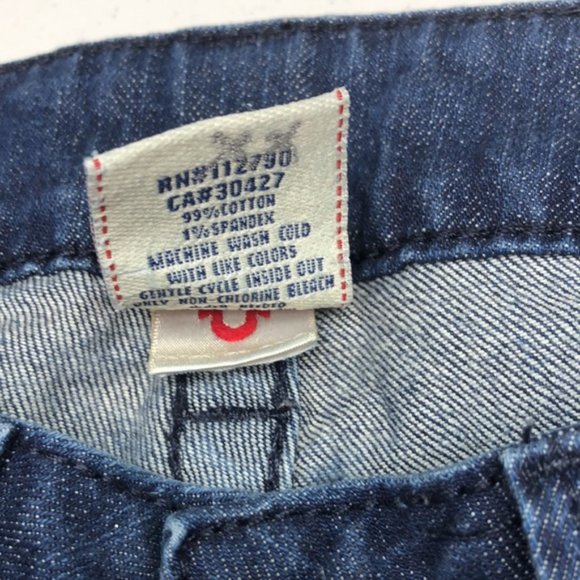 RN#112790
CA#30427
99%COTTON
1%SPANDEX
MACHINE WASH COLD
WITH LIKE COLORS
GENTLE CYCLE INSIDE OUT
ONLY NON CHLORINE BLEACH